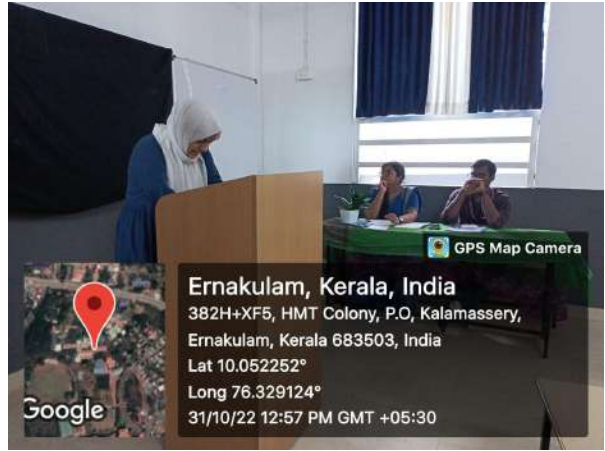 GPS Map Camera
Ernakulam, Kerala, India
382H+XF5, HMT Colony, P.O, Kalamassery,
Ernakulam, Kerala 683503, India
Lat 10.052252°
Long 76.329124°
31/10/22 12:57 PM GMT +05:30
Google